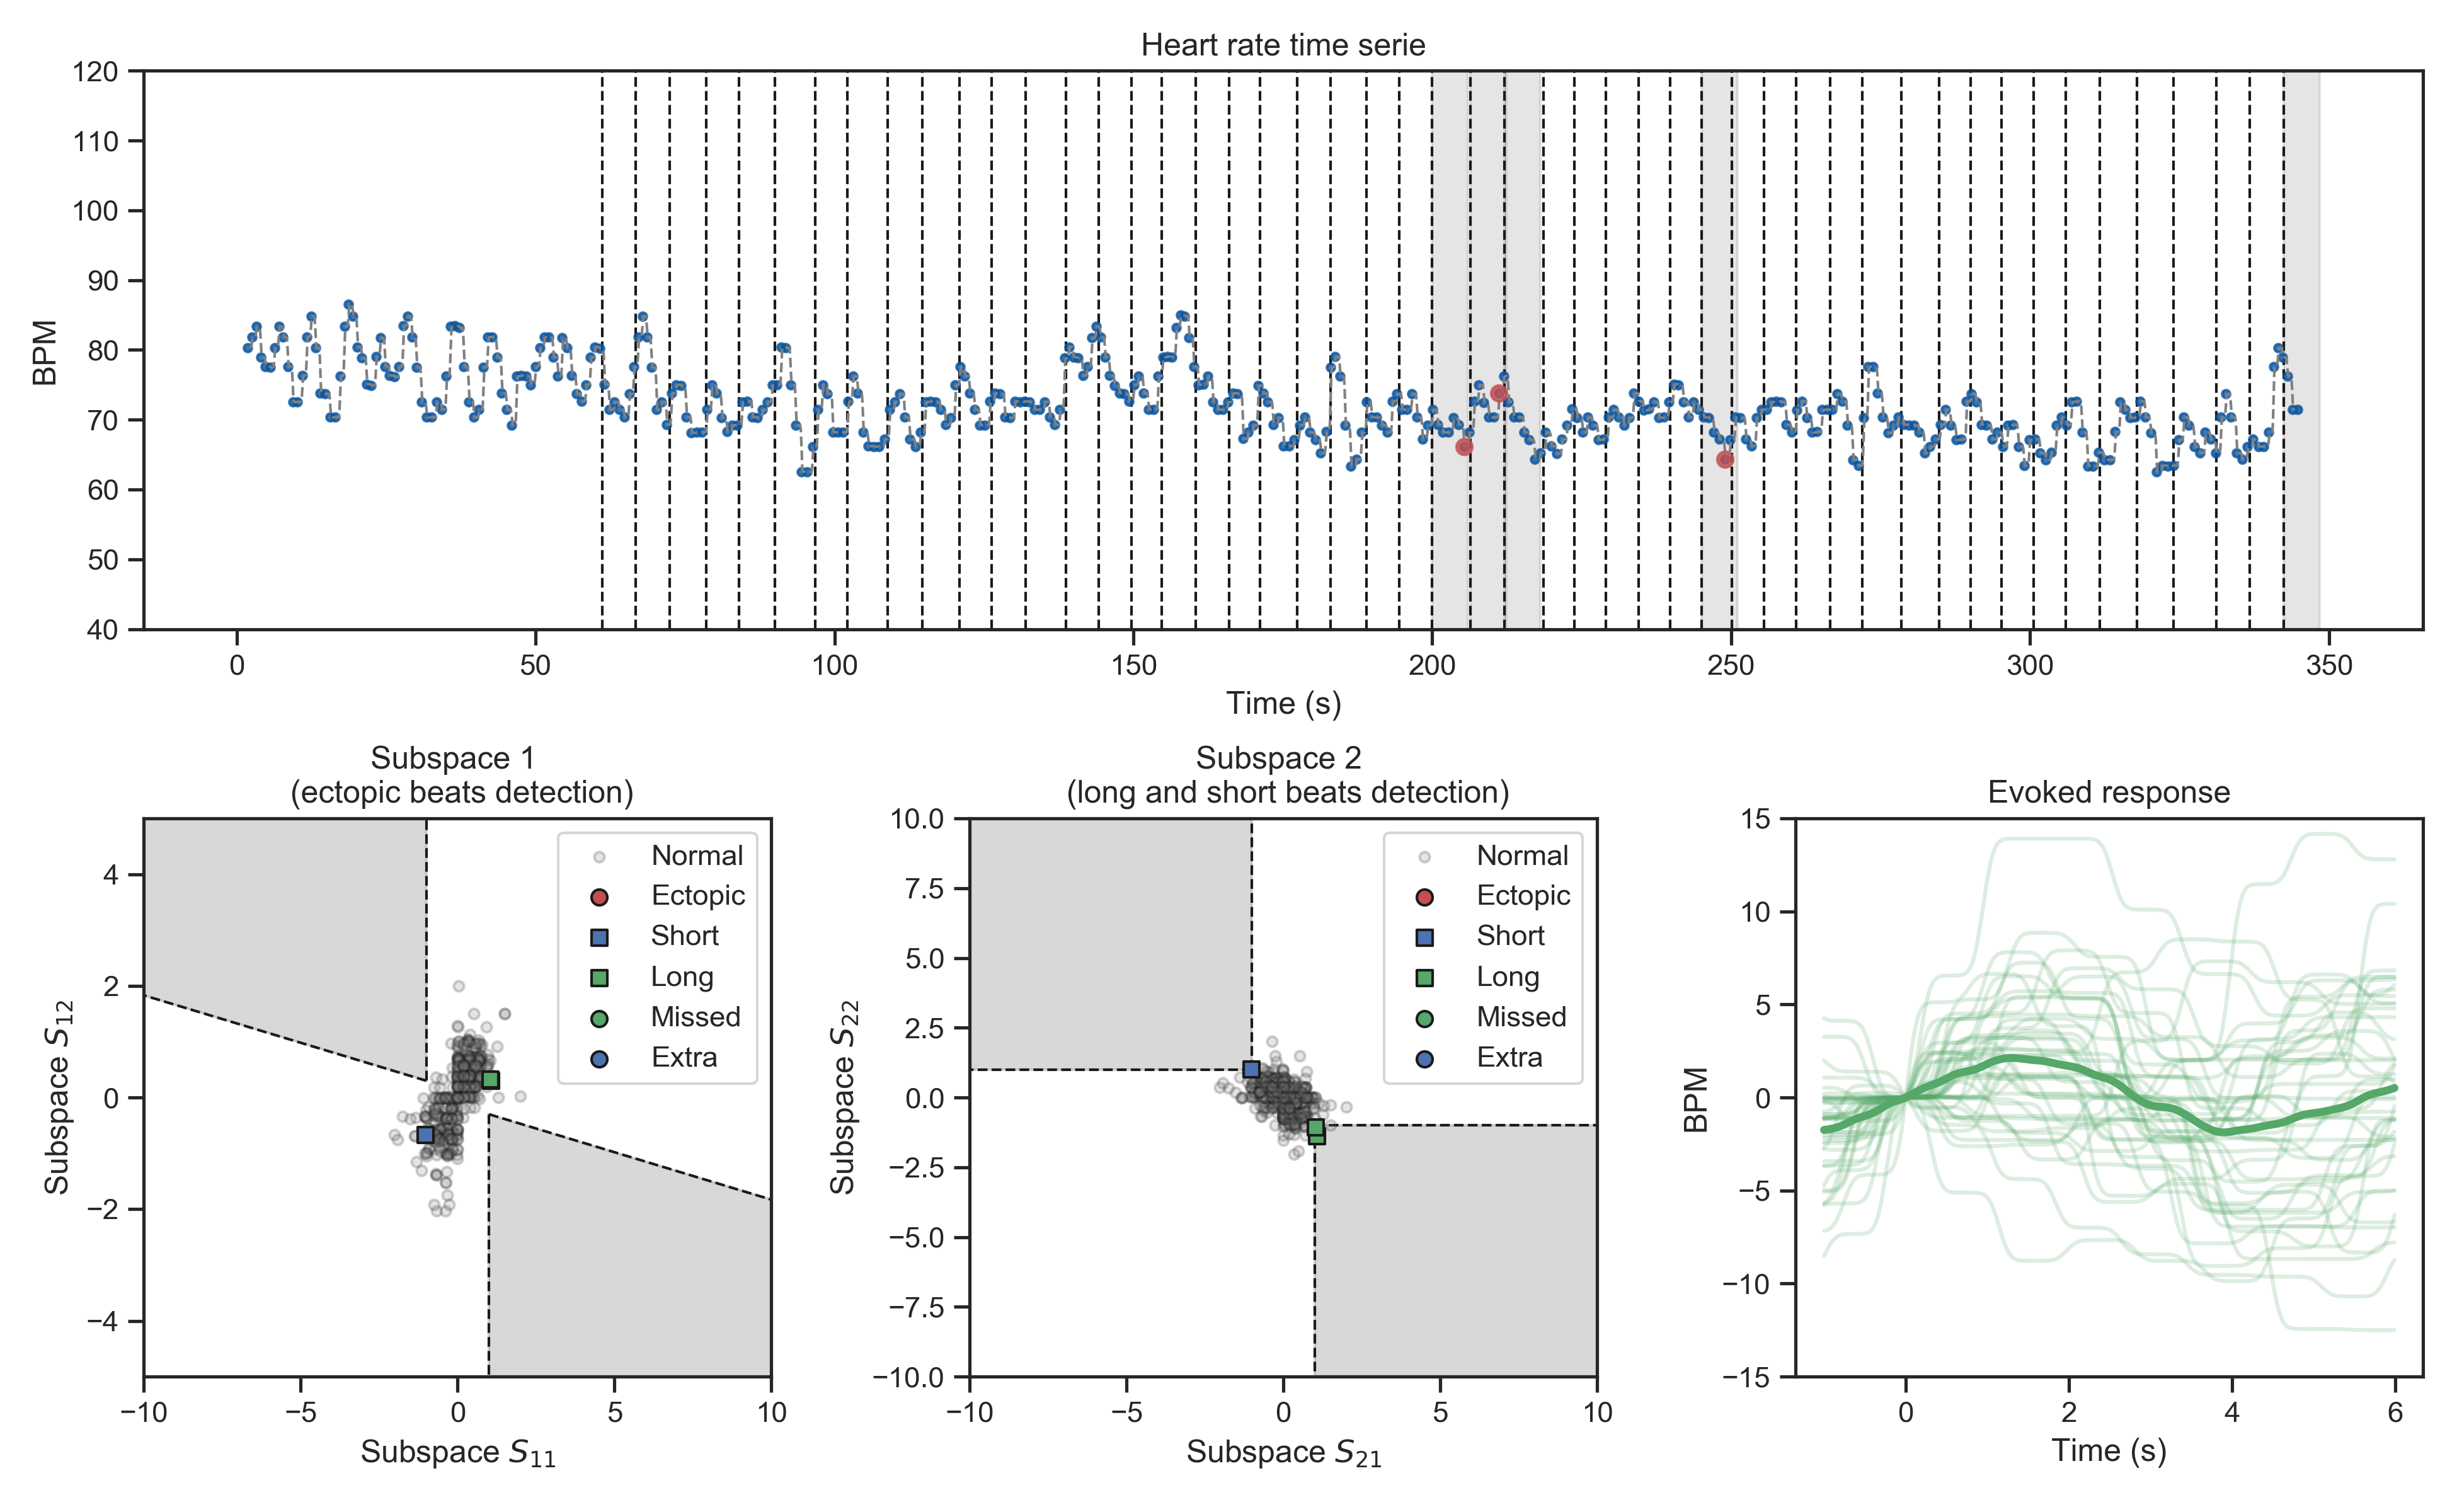 Heart rate time serie
120
110
100
90
80
70
60
50
40
BPM
0 50 100 150 200 250 300 350
Time (s)
Subspace 1
(ectopic beats detection)
4
2
0
−2
−4
Subspace S12
Normal
Ectopic
Short
Long
Missed
Extra
−10 −5 0 5 10
Subspace S11
Subspace 2
(long and short beats detection)
10.0
7.5
5.0
2.5
0.0
−2.5
−5.0
−7.5
−10.0
Subspace S22
Normal
Ectopic
Short
Long
Missed
Extra
−10 −5 0 5 10
Subspace S21
Evoked response
15
10
5
0
−5
−10
−15
BPM
0 2 4 6
Time (s)